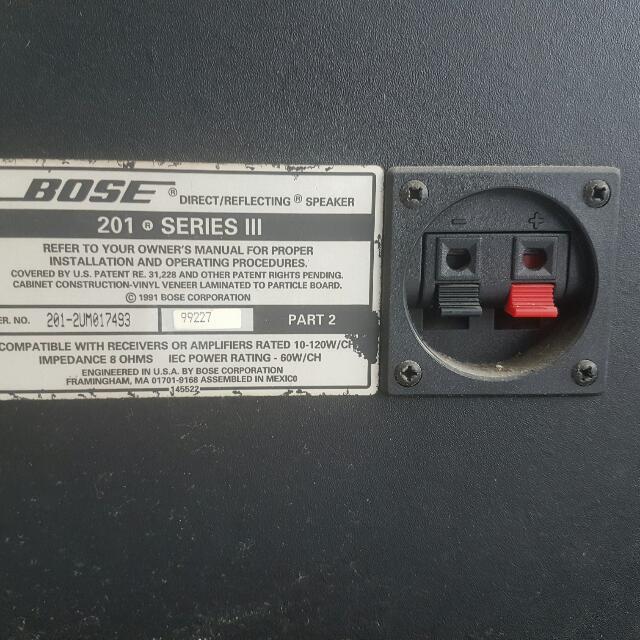 BOSE ® DIRECT/REFLECTING ® SPEAKER
201 ® SERIES III
REFER TO YOUR OWNER'S MANUAL FOR PROPER
INSTALLATION AND OPERATING PROCEDURES.
COVERED BY U.S. PATENT RE. 31,228 AND OTHER PATENT RIGHTS PENDING.
CABINET CONSTRUCTION-VINYL VENEER LAMINATED TO PARTICLE BOARD.
© 1991 BOSE CORPORATION
ER. NO. 201-2UM017493 99227 PART 2
COMPATIBLE WITH RECEIVERS OR AMPLIFIERS RATED 10-120W/CH
IMPEDANCE 8 OHMS IEC POWER RATING - 60W/CH
ENGINEERED IN U.S.A. BY BOSE CORPORATION
FRAMINGHAM, MA 01701-9168 ASSEMBLED IN MEXICO
145522
- +